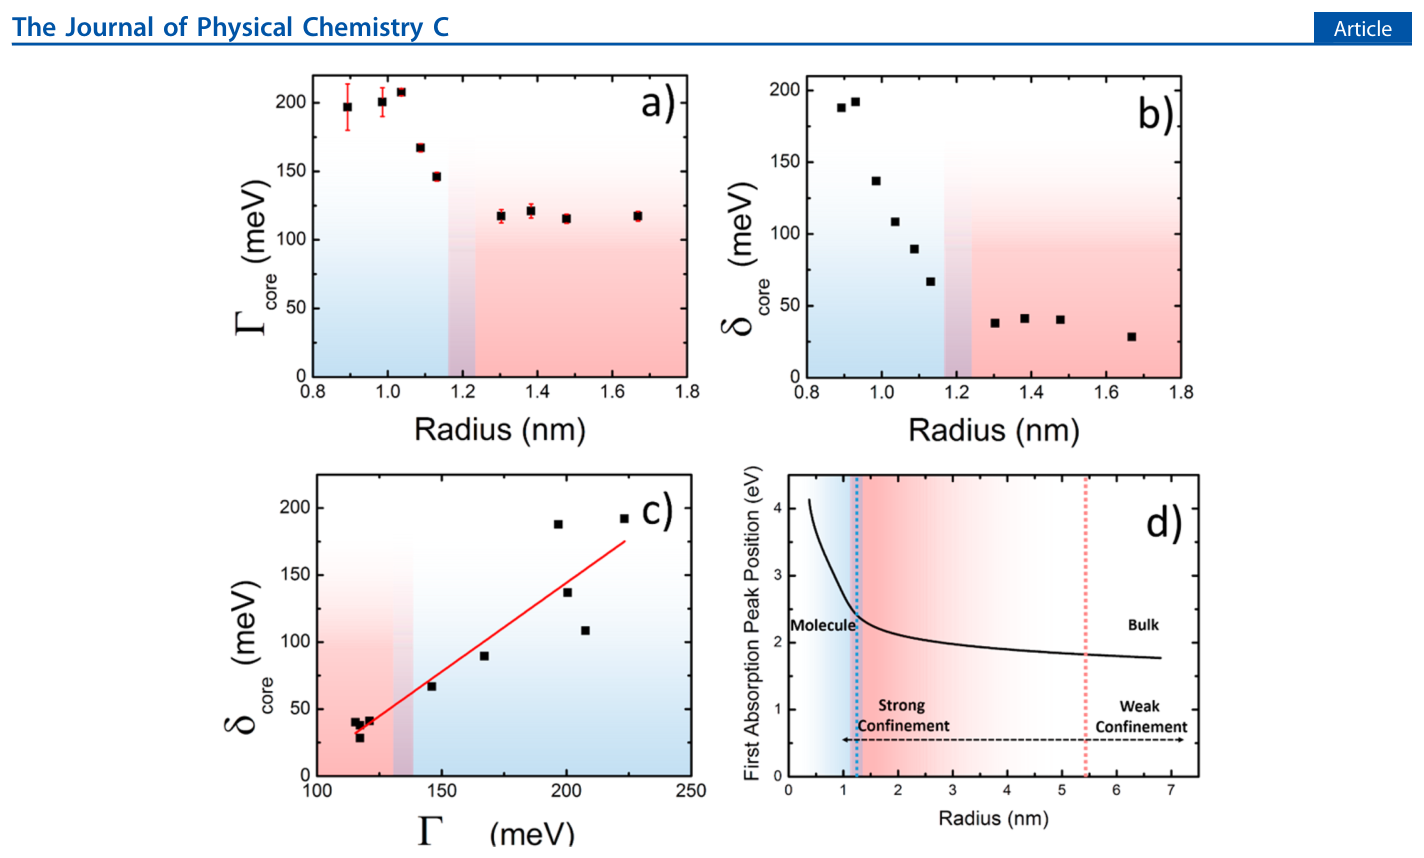 The Journal of Physical Chemistry C
Article
a)
200
150
100
50
0
Γcore (meV)
0.8 1.0 1.2 1.4 1.6 1.8
Radius (nm)
b)
200
150
100
50
0
δcore (meV)
0.8 1.0 1.2 1.4 1.6 1.8
Radius (nm)
c)
200
150
100
50
0
δcore (meV)
100 150 200 250
Γ (meV)
d)
First Absorption Peak Position (eV)
4
3
2
1
0
Molecule
Bulk
Strong
Confinement
Weak
Confinement
0 1 2 3 4 5 6 7
Radius (nm)